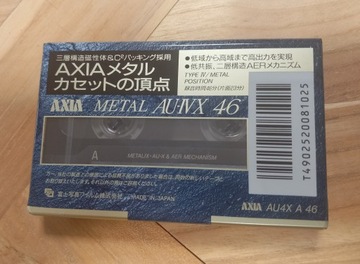 三層構造磁性体&C²パッキング採用
AXIAメタル
カセットの頂点
●低域から高域まで高出力を実現
●低共振、二層構造AERメカニズム
TYPE Ⅳ/METAL
POSITION
AXIA METAL AU-ⅣX 46
A
& AER MECHANISM
富士写真フイルム株式会社 MADE IN JAPAN
T4902520081025
AXIA AU4X A 46